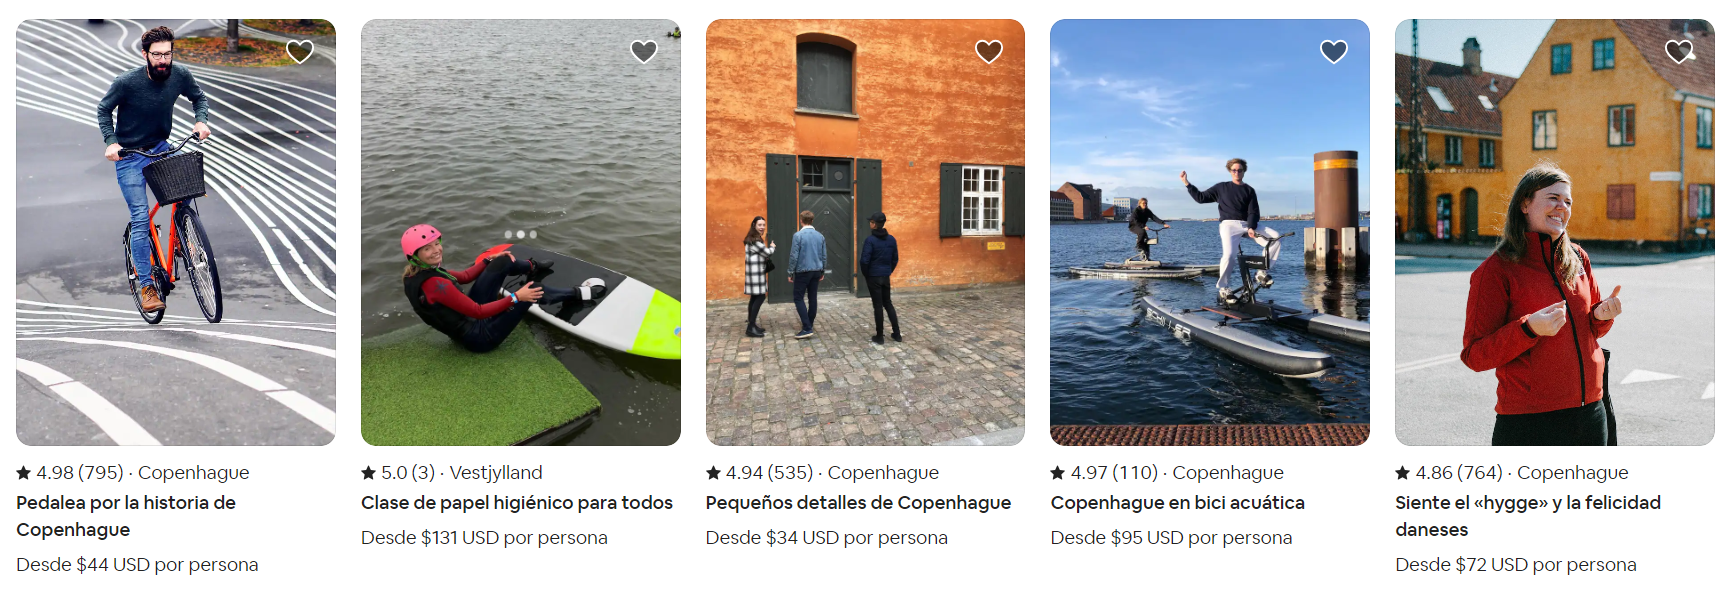 4.98 (795) · Copenhague
Pedalea por la historia de
Copenhague
Desde $44 USD por persona
5.0 (3) · Vestjylland
Clase de papel higiénico para todos
Desde $131 USD por persona
4.94 (535) · Copenhague
Pequeños detalles de Copenhague
Desde $34 USD por persona
4.97 (110) · Copenhague
Copenhague en bici acuática
Desde $95 USD por persona
4.86 (764) · Copenhague
Siente el «hygge» y la felicidad
daneses
Desde $72 USD por persona